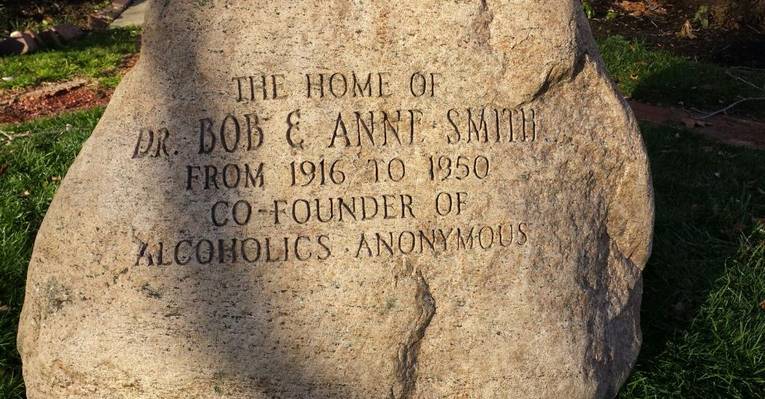 THE HOME OF
DR. BOB & ANNE SMITH
FROM 1916 TO 1950
CO-FOUNDER OF
ALCOHOLICS ANONYMOUS